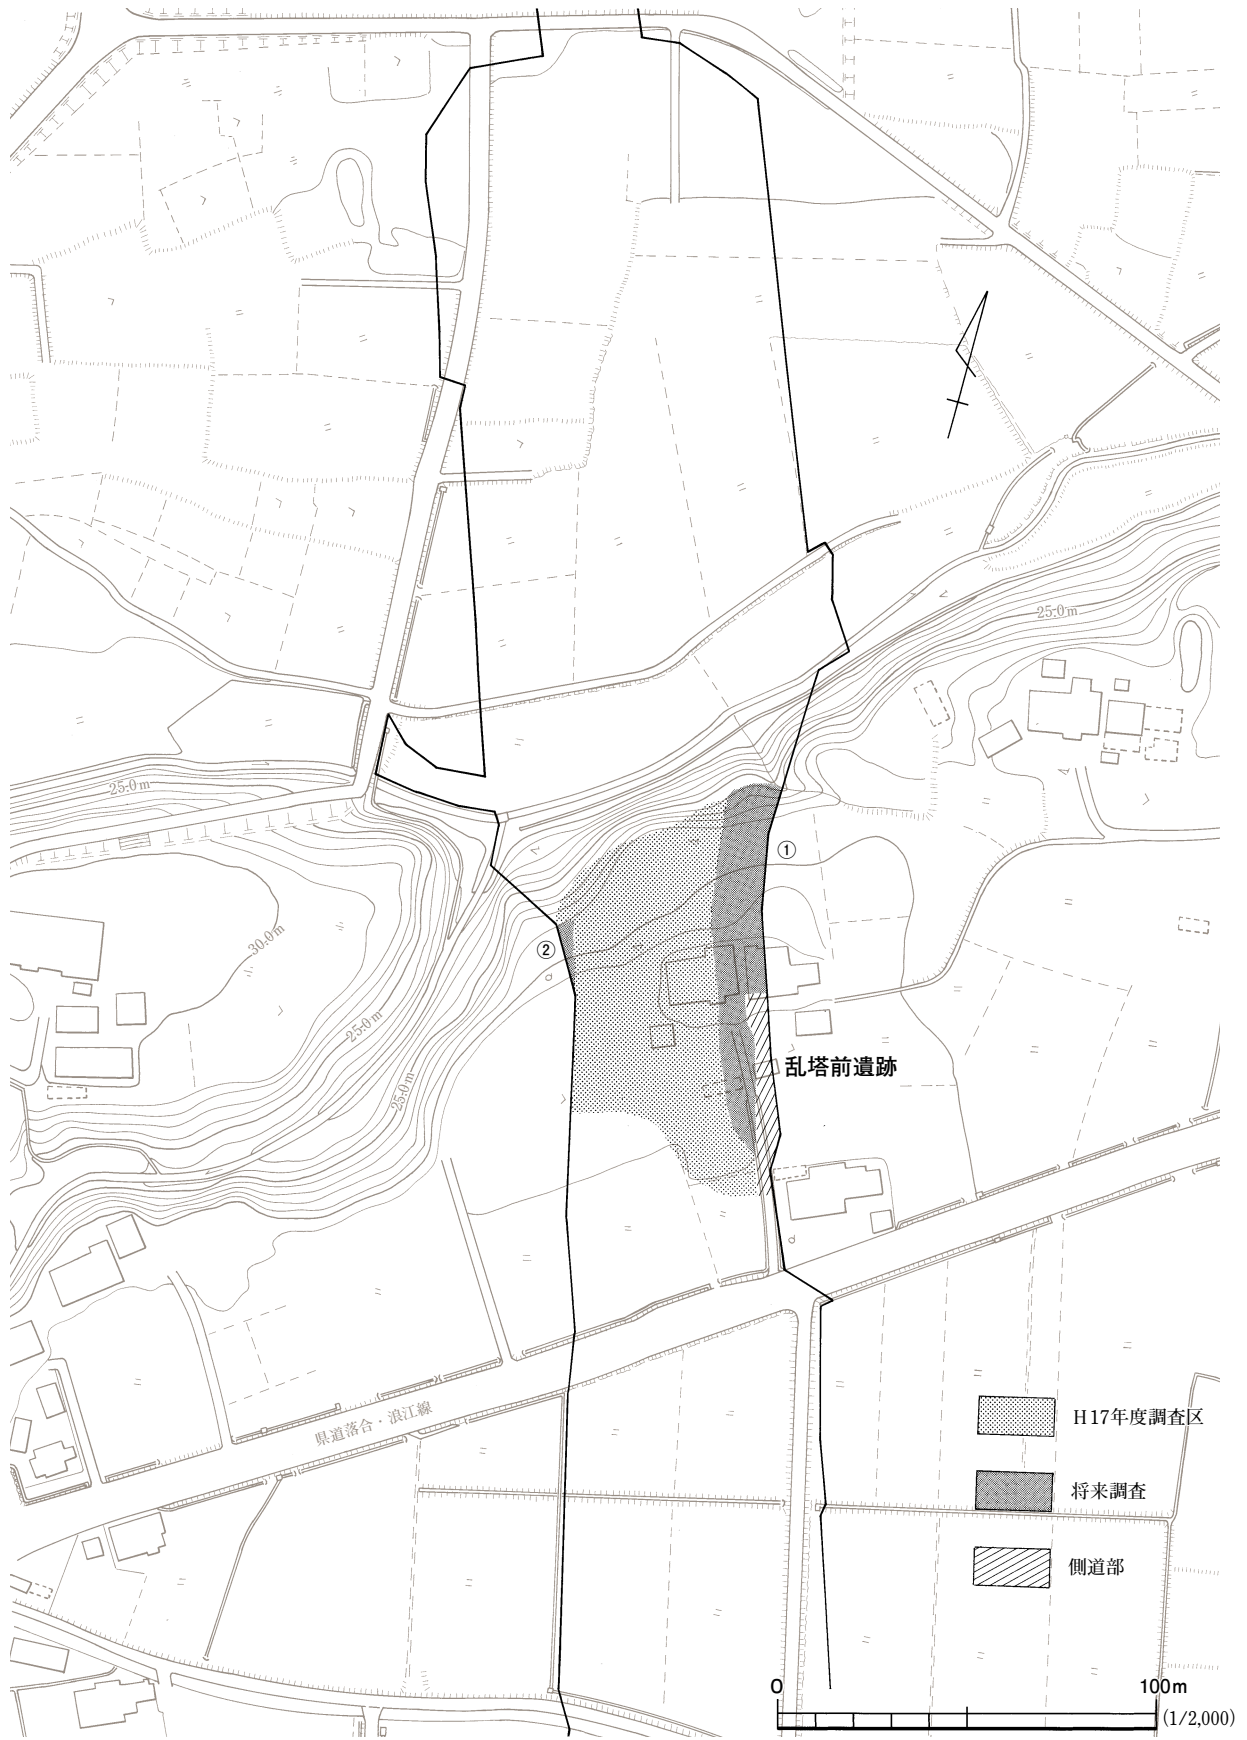 25.0m
25.0m
①
②
30.0m
25.0m
乱塔前遺跡
25.0m
県道落合・浪江線
H17年度調査区
将来調査
側道部
0 100m
(1/2,000)